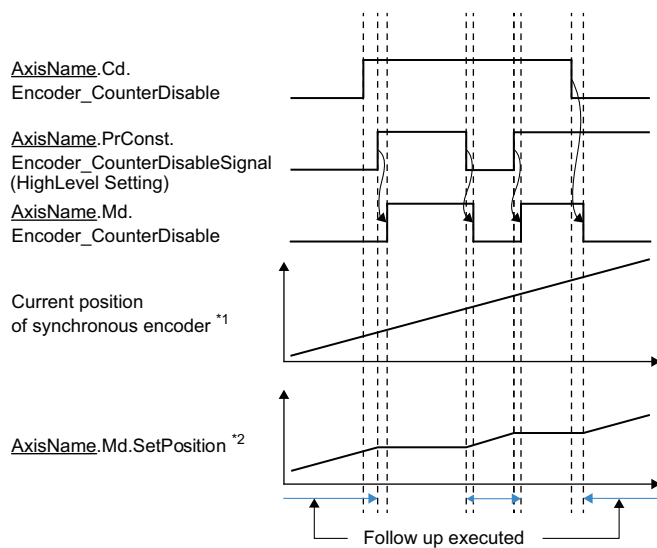 AxisName.Cd.
Encoder_CounterDisable
AxisName.PrConst.
Encoder_CounterDisableSignal
(HighLevel Setting)
AxisName.Md.
Encoder_CounterDisable
Current position
of synchronous encoder *1
AxisName.Md.SetPosition *2
Follow up executed